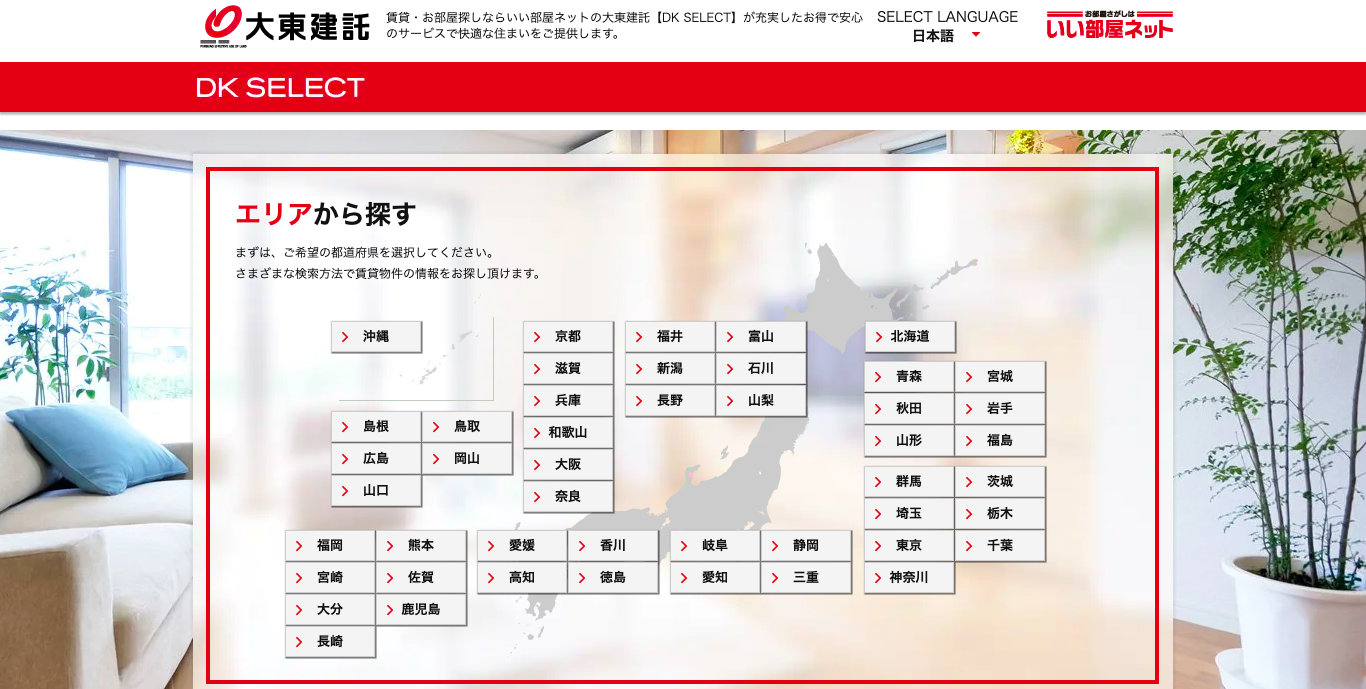 大東建託
賃貸・お部屋探しならいい部屋ネットの大東建託【DK SELECT】が充実したお得で安心
のサービスで快適な住まいをご提供します。
SELECT LANGUAGE
日本語
お部屋さがしは
いい部屋ネット
DK SELECT
エリアから探す
まずは、ご希望の都道府県を選択してください。
さまざまな検索方法で賃貸物件の情報をお探し頂けます。
沖縄
島根 鳥取
広島 岡山
山口
京都
滋賀
兵庫
和歌山
大阪
奈良
福井 富山
新潟 石川
長野 山梨
北海道
青森 宮城
秋田 岩手
山形 福島
群馬 茨城
埼玉 栃木
東京 千葉
神奈川
福岡 熊本
宮崎 佐賀
大分 鹿児島
長崎
愛媛 香川
高知 徳島
岐阜 静岡
愛知 三重